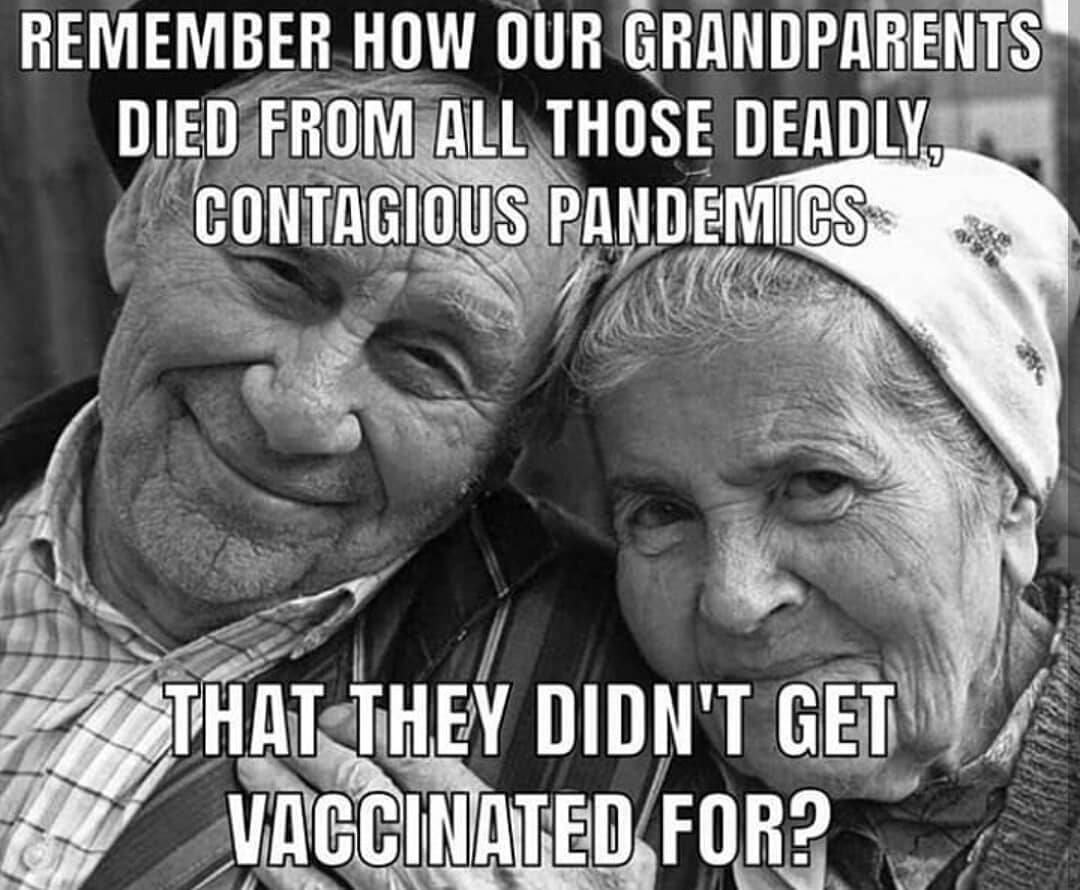 REMEMBER HOW OUR GRANDPARENTS
DIED FROM ALL THOSE DEADLY,
CONTAGIOUS PANDEMICS
THAT THEY DIDN'T GET
VACCINATED FOR?